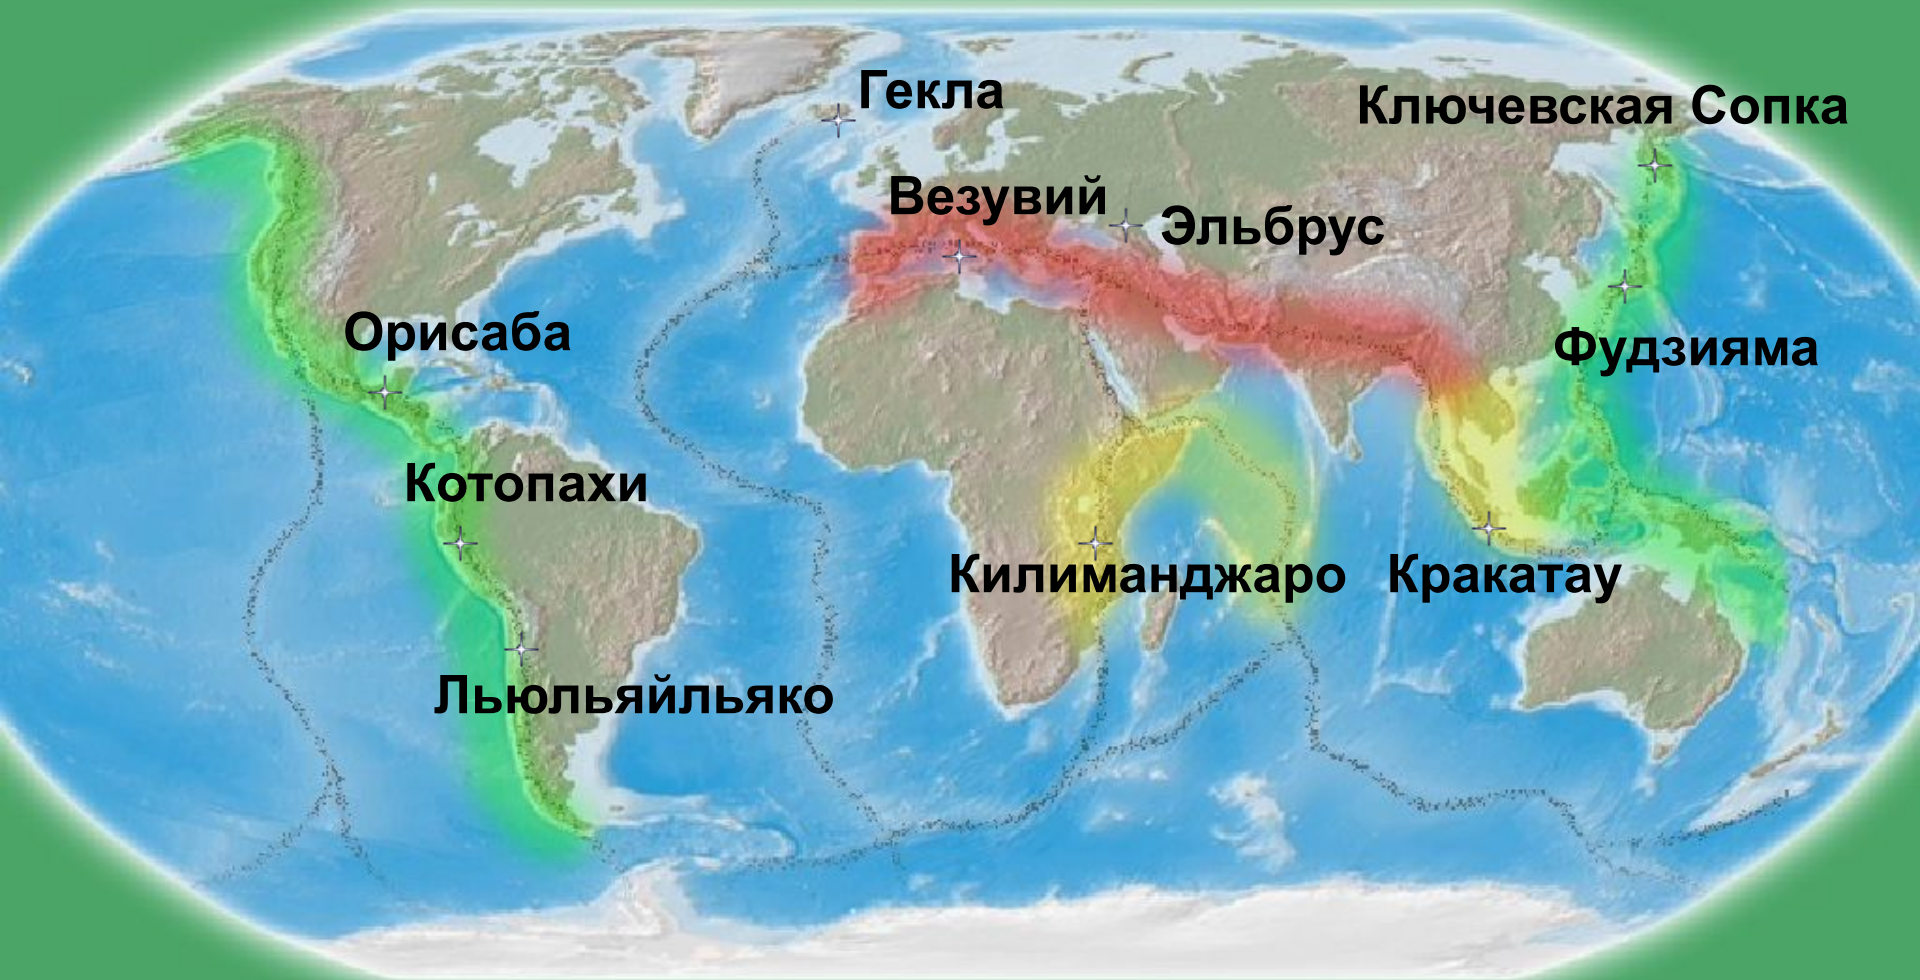 Гекла
Ключевская Сопка
Везувий
Эльбрус
Орисаба
Фудзияма
Котопахи
Килиманджаро
Кракатау
Льюльяйльяко